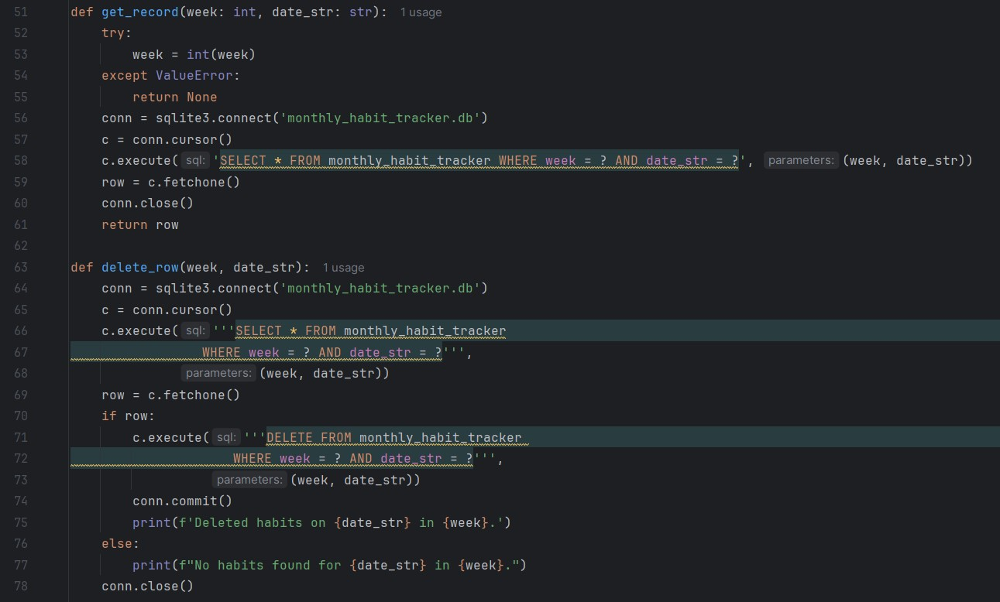 51 def get_record(week: int, date_str: str): 1 usage
52 try:
53 week = int(week)
54 except ValueError:
55 return None
56 conn = sqlite3.connect('monthly_habit_tracker.db')
57 c = conn.cursor()
58 c.execute( sql: 'SELECT * FROM monthly_habit_tracker WHERE week = ? AND date_str = ?', parameters: (week, date_str))
59 row = c.fetchone()
60 conn.close()
61 return row
62
63 def delete_row(week, date_str): 1 usage
64 conn = sqlite3.connect('monthly_habit_tracker.db')
65 c = conn.cursor()
66 c.execute( sql: '''SELECT * FROM monthly_habit_tracker
67 WHERE week = ? AND date_str = ?''',
68 parameters: (week, date_str))
69 row = c.fetchone()
70 if row:
71 c.execute( sql: '''DELETE FROM monthly_habit_tracker
72 WHERE week = ? AND date_str = ?''',
73 parameters: (week, date_str))
74 conn.commit()
75 print(f'Deleted habits on {date_str} in {week}.')
76 else:
77 print(f"No habits found for {date_str} in {week}.")
78 conn.close()